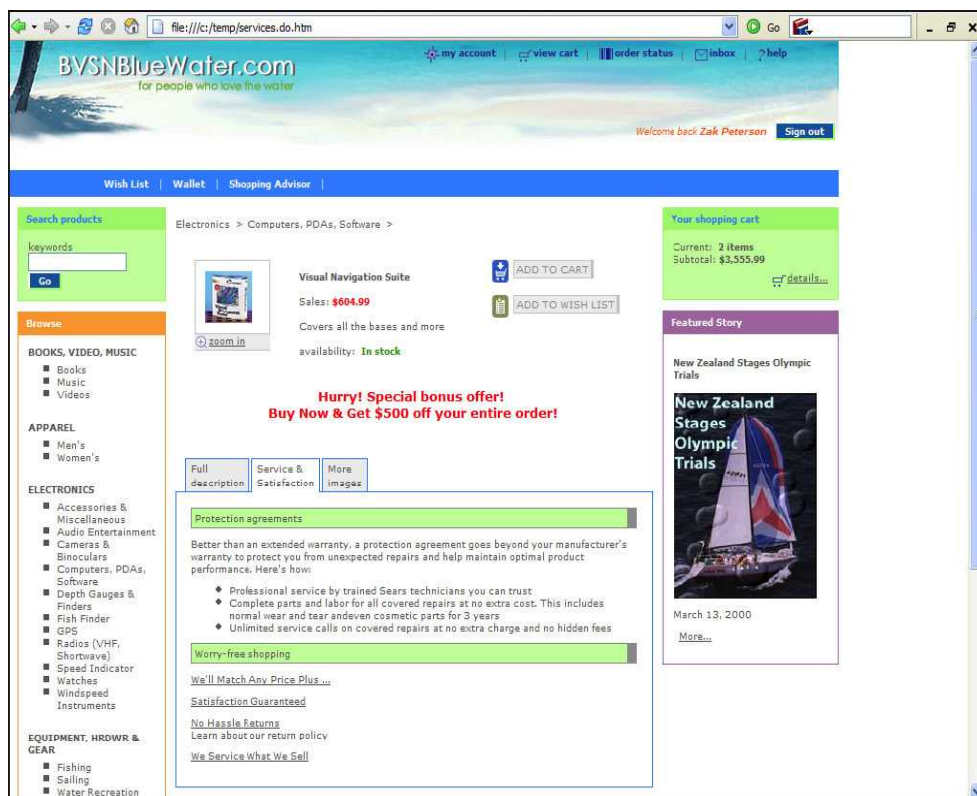 file:///c:/temp/services.do.htm
Go
BVSNBlueWater.com
for people who love the water
my account | view cart | order status | inbox | ? help
Welcome back Zak Peterson Sign out
Wish List | Wallet | Shopping Advisor |
Search products
keywords
Go
Browse
BOOKS, VIDEO, MUSIC
Books
Music
Videos
APPAREL
Men's
Women's
ELECTRONICS
Accessories &
Miscellaneous
Audio Entertainment
Cameras &
Binoculars
Computers, PDAs,
Software
Depth Gauges &
Finders
Fish Finder
GPS
Radios (VHF,
Shortwave)
Speed Indicator
Watches
Windspeed
Instruments
EQUIPMENT, HRDWR &
GEAR
Fishing
Sailing
Water Recreation
Electronics > Computers, PDAs, Software >
zoom in
Visual Navigation Suite
Sales: $604.99
Covers all the bases and more
availability: In stock
ADD TO CART
ADD TO WISH LIST
Hurry! Special bonus offer!
Buy Now & Get $500 off your entire order!
Full
description
Service &
Satisfaction
More
images
Protection agreements
Better than an extended warranty, a protection agreement goes beyond your manufacturer's
warranty to protect you from unexpected repairs and help maintain optimal product
performance. Here's how:
Professional service by trained Sears technicians you can trust
Complete parts and labor for all covered repairs at no extra cost. This includes
normal wear and tear andeven cosmetic parts for 3 years
Unlimited service calls on covered repairs at no extra charge and no hidden fees
Worry-free shopping
We'll Match Any Price Plus ...
Satisfaction Guaranteed
No Hassle Returns
Learn about our return policy
We Service What We Sell
Your shopping cart
Current: 2 items
Subtotal: $3,555.99
details...
Featured Story
New Zealand Stages Olympic
Trials
New Zealand
Stages
Olympic
Trials
March 13, 2000
More...